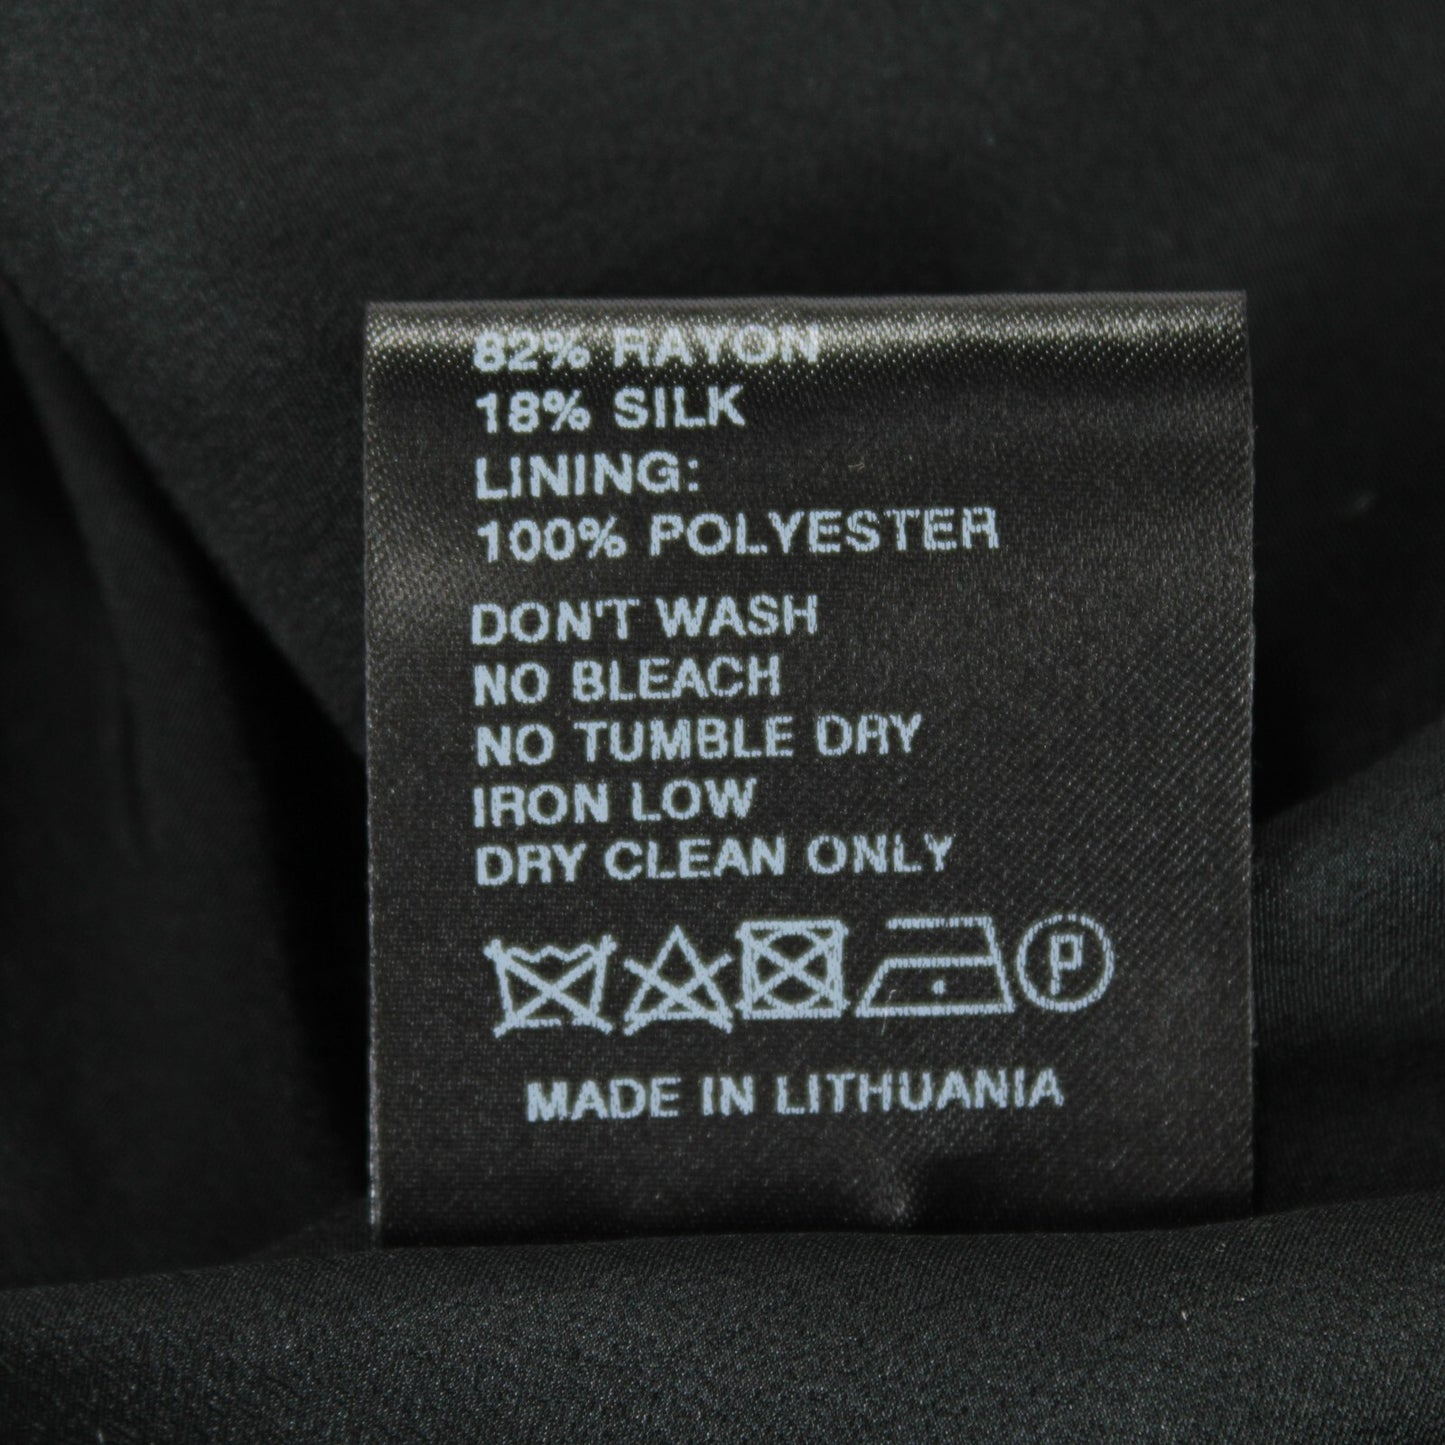 82% RAYON
18% SILK
LINING:
100% POLYESTER
DON'T WASH
NO BLEACH
NO TUMBLE DRY
IRON LOW
DRY CLEAN ONLY
P
MADE IN LITHUANIA